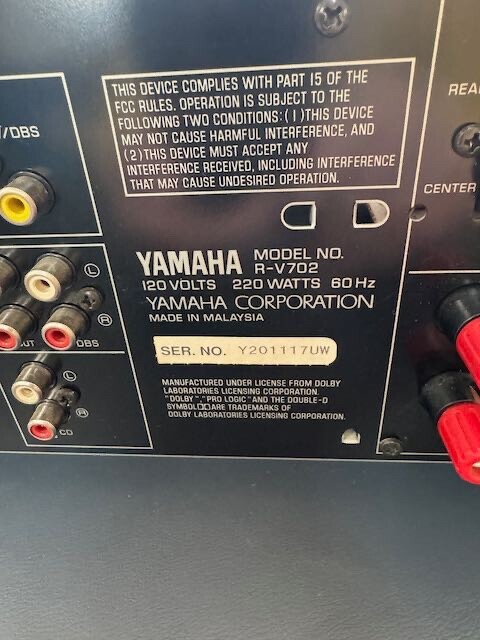 THIS DEVICE COMPLIES WITH PART 15 OF THE
FCC RULES. OPERATION IS SUBJECT TO THE
FOLLOWING TWO CONDITIONS: (1) THIS DEVICE
MAY NOT CAUSE HARMFUL INTERFERENCE, AND
(2) THIS DEVICE MUST ACCEPT ANY
INTERFERENCE RECEIVED, INCLUDING INTERFERENCE
THAT MAY CAUSE UNDESIRED OPERATION.
/DBS
REA
CENTER
YAMAHA MODEL NO.
R-V702
120 VOLTS 220 WATTS 60 Hz
YAMAHA CORPORATION
MADE IN MALAYSIA
SER. NO. Y201117UW
MANUFACTURED UNDER LICENSE FROM DOLBY
LABORATORIES LICENSING CORPORATION.
"DOLBY", "PRO LOGIC" AND THE DOUBLE-D
SYMBOL ARE TRADEMARKS OF
DOLBY LABORATORIES LICENSING CORPORATION.
L
R
OUT DBS
L
R
CD